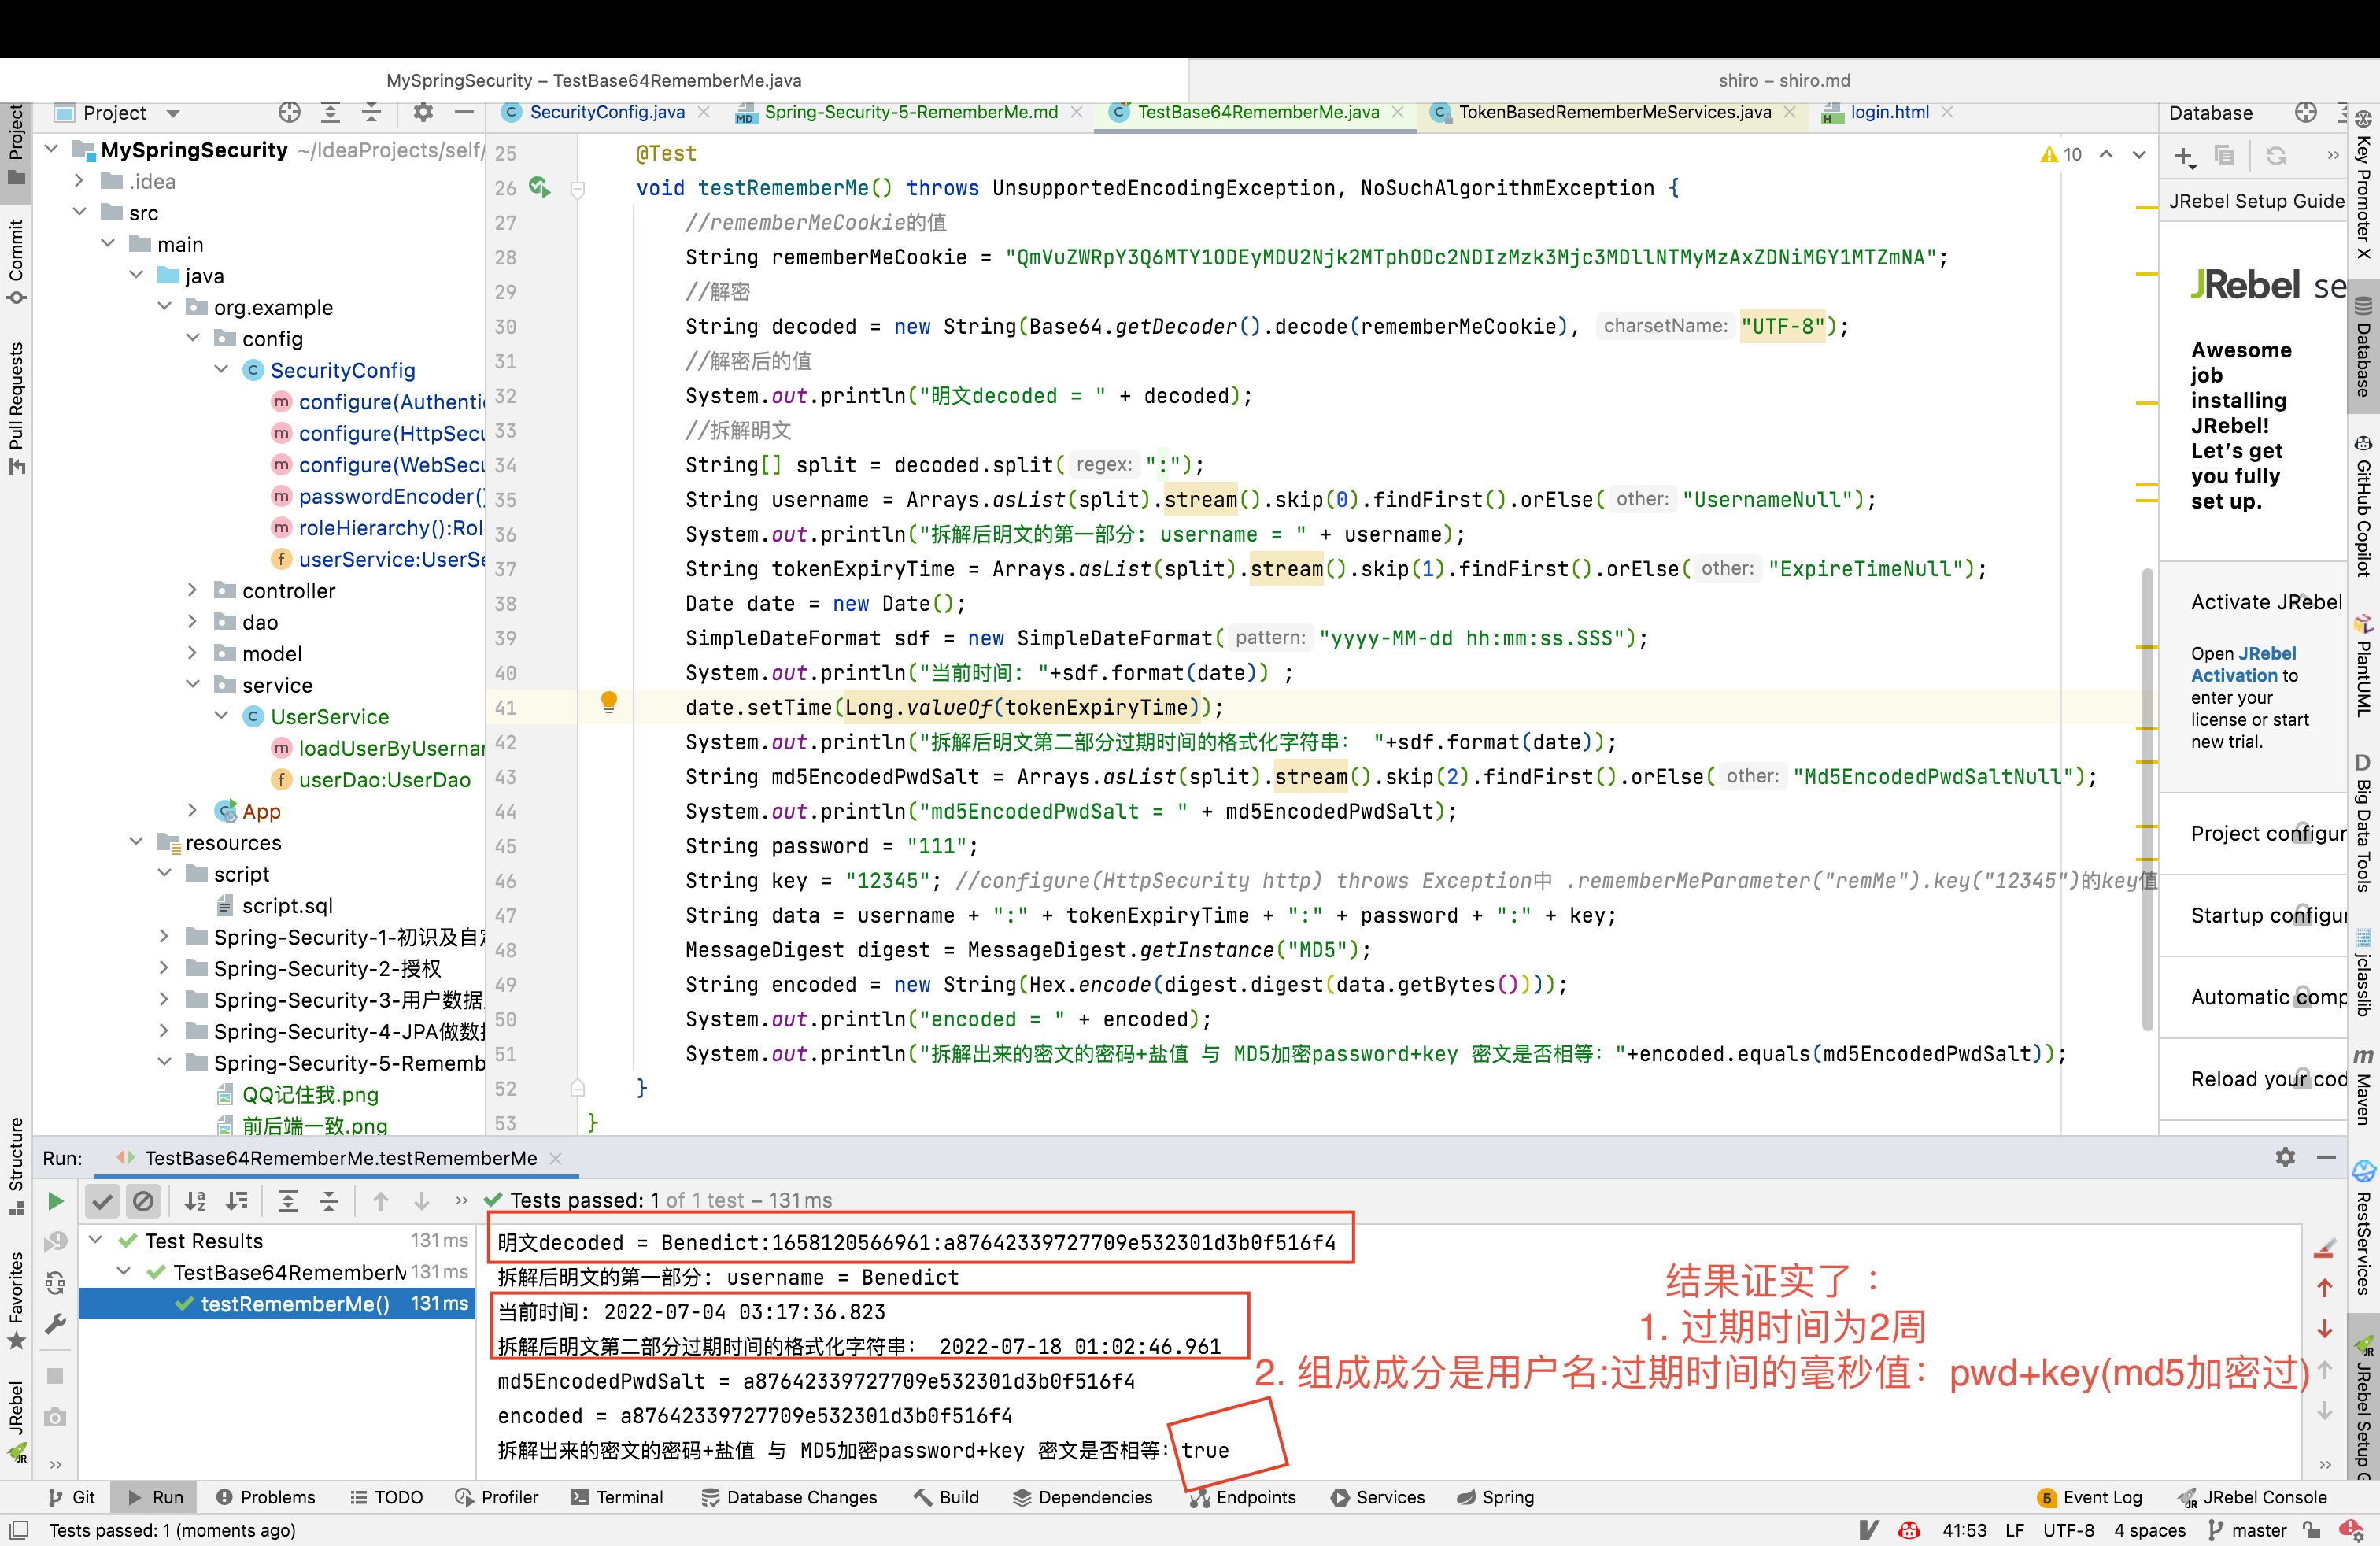 MySpringSecurity – TestBase64RememberMe.java
shiro – shiro.md
Project
SecurityConfig.java
Spring-Security-5-RememberMe.md
TestBase64RememberMe.java
TokenBasedRememberMeServices.java
login.html
Database
Project
Commit
Pull Requests
Structure
Favorites
JRebel
MySpringSecurity ~/IdeaProjects/self/
.idea
src
main
java
org.example
config
SecurityConfig
configure(Authenti
configure(HttpSecu
configure(WebSecu
passwordEncoder()
roleHierarchy():Rol
userService:UserSe
controller
dao
model
service
UserService
loadUserByUsernar
userDao:UserDao
App
resources
script
script.sql
Spring-Security-1-初识及自定
Spring-Security-2-授权
Spring-Security-3-用户数据
Spring-Security-4-JPA做数据
Spring-Security-5-Rememb
QQ记住我.png
前后端一致.png
10
25 @Test
26 void testRememberMe() throws UnsupportedEncodingException, NoSuchAlgorithmException {
27 //rememberMeCookie的值
28 String rememberMeCookie = "QmVuZWRpY3Q6MTY1ODEyMDU2Njk2MTphODc2NDIzMzk3Mjc3MDllNTMyMzAxZDNiMGY1MTZmNA";
29 //解密
30 String decoded = new String(Base64.getDecoder().decode(rememberMeCookie), charsetName: "UTF-8");
31 //解密后的值
32 System.out.println("明文decoded = " + decoded);
33 //拆解明文
34 String[] split = decoded.split( regex: ":");
35 String username = Arrays.asList(split).stream().skip(0).findFirst().orElse( other: "UsernameNull");
36 System.out.println("拆解后明文的第一部分: username = " + username);
37 String tokenExpiryTime = Arrays.asList(split).stream().skip(1).findFirst().orElse( other: "ExpireTimeNull");
38 Date date = new Date();
39 SimpleDateFormat sdf = new SimpleDateFormat( pattern: "yyyy-MM-dd hh:mm:ss.SSS");
40 System.out.println("当前时间: "+sdf.format(date)) ;
41 date.setTime(Long.valueOf(tokenExpiryTime));
42 System.out.println("拆解后明文第二部分过期时间的格式化字符串: "+sdf.format(date));
43 String md5EncodedPwdSalt = Arrays.asList(split).stream().skip(2).findFirst().orElse( other: "Md5EncodedPwdSaltNull");
44 System.out.println("md5EncodedPwdSalt = " + md5EncodedPwdSalt);
45 String password = "111";
46 String key = "12345"; //configure(HttpSecurity http) throws Exception中 .rememberMeParameter("remMe").key("12345")的key值
47 String data = username + ":" + tokenExpiryTime + ":" + password + ":" + key;
48 MessageDigest digest = MessageDigest.getInstance("MD5");
49 String encoded = new String(Hex.encode(digest.digest(data.getBytes())));
50 System.out.println("encoded = " + encoded);
51 System.out.println("拆解出来的密文的密码+盐值 与 MD5加密password+key 密文是否相等: "+encoded.equals(md5EncodedPwdSalt));
52 }
53 }
JRebel Setup Guide
JRebel se
Awesome
job
installing
JRebel!
Let's get
you fully
set up.
Activate JRebel
Open JRebel
Activation to
enter your
license or start
new trial.
Project configur
Startup configur
Automatic comp
Reload your cod
Key Promoter X
Database
GitHub Copilot
PlantUML
D Big Data Tools
jclasslib
m Maven
RestServices
JRebel Setup G
Run: TestBase64RememberMe.testRememberMe
Tests passed: 1 of 1 test – 131 ms
Test Results 131 ms
TestBase64RememberM 131 ms
testRememberMe() 131 ms
明文decoded = Benedict:1658120566961:a87642339727709e532301d3b0f516f4
拆解后明文的第一部分: username = Benedict
当前时间: 2022-07-04 03:17:36.823
拆解后明文第二部分过期时间的格式化字符串: 2022-07-18 01:02:46.961
md5EncodedPwdSalt = a87642339727709e532301d3b0f516f4
encoded = a87642339727709e532301d3b0f516f4
拆解出来的密文的密码+盐值 与 MD5加密password+key 密文是否相等: true
结果证实了：
1. 过期时间为2周
2. 组成成分是用户名:过期时间的毫秒值：pwd+key(md5加密过)
Git Run Problems TODO Profiler Terminal Database Changes Build Dependencies Endpoints Services Spring 5 Event Log JRebel Console
Tests passed: 1 (moments ago) 41:53 LF UTF-8 4 spaces master